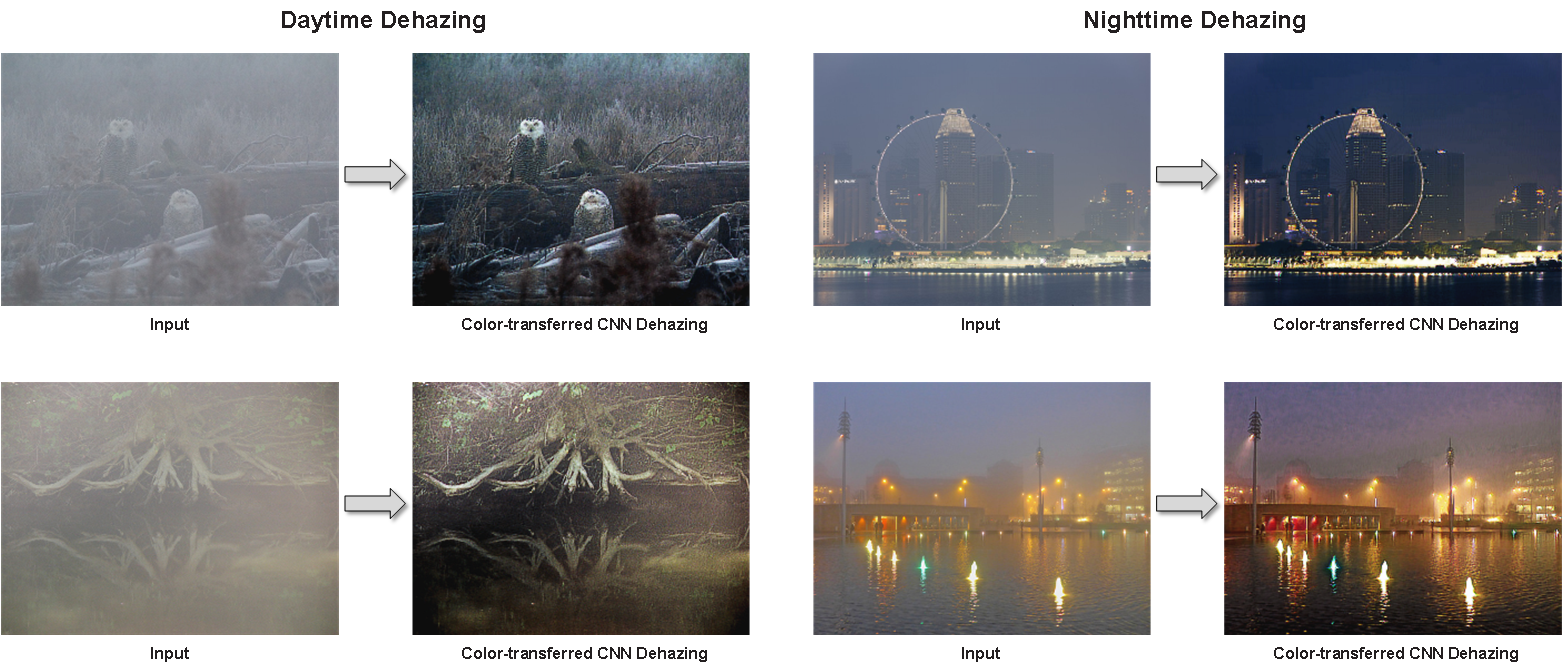 Daytime Dehazing
Nighttime Dehazing
Input
Color-transferred CNN Dehazing
Input
Color-transferred CNN Dehazing
Input
Color-transferred CNN Dehazing
Input
Color-transferred CNN Dehazing